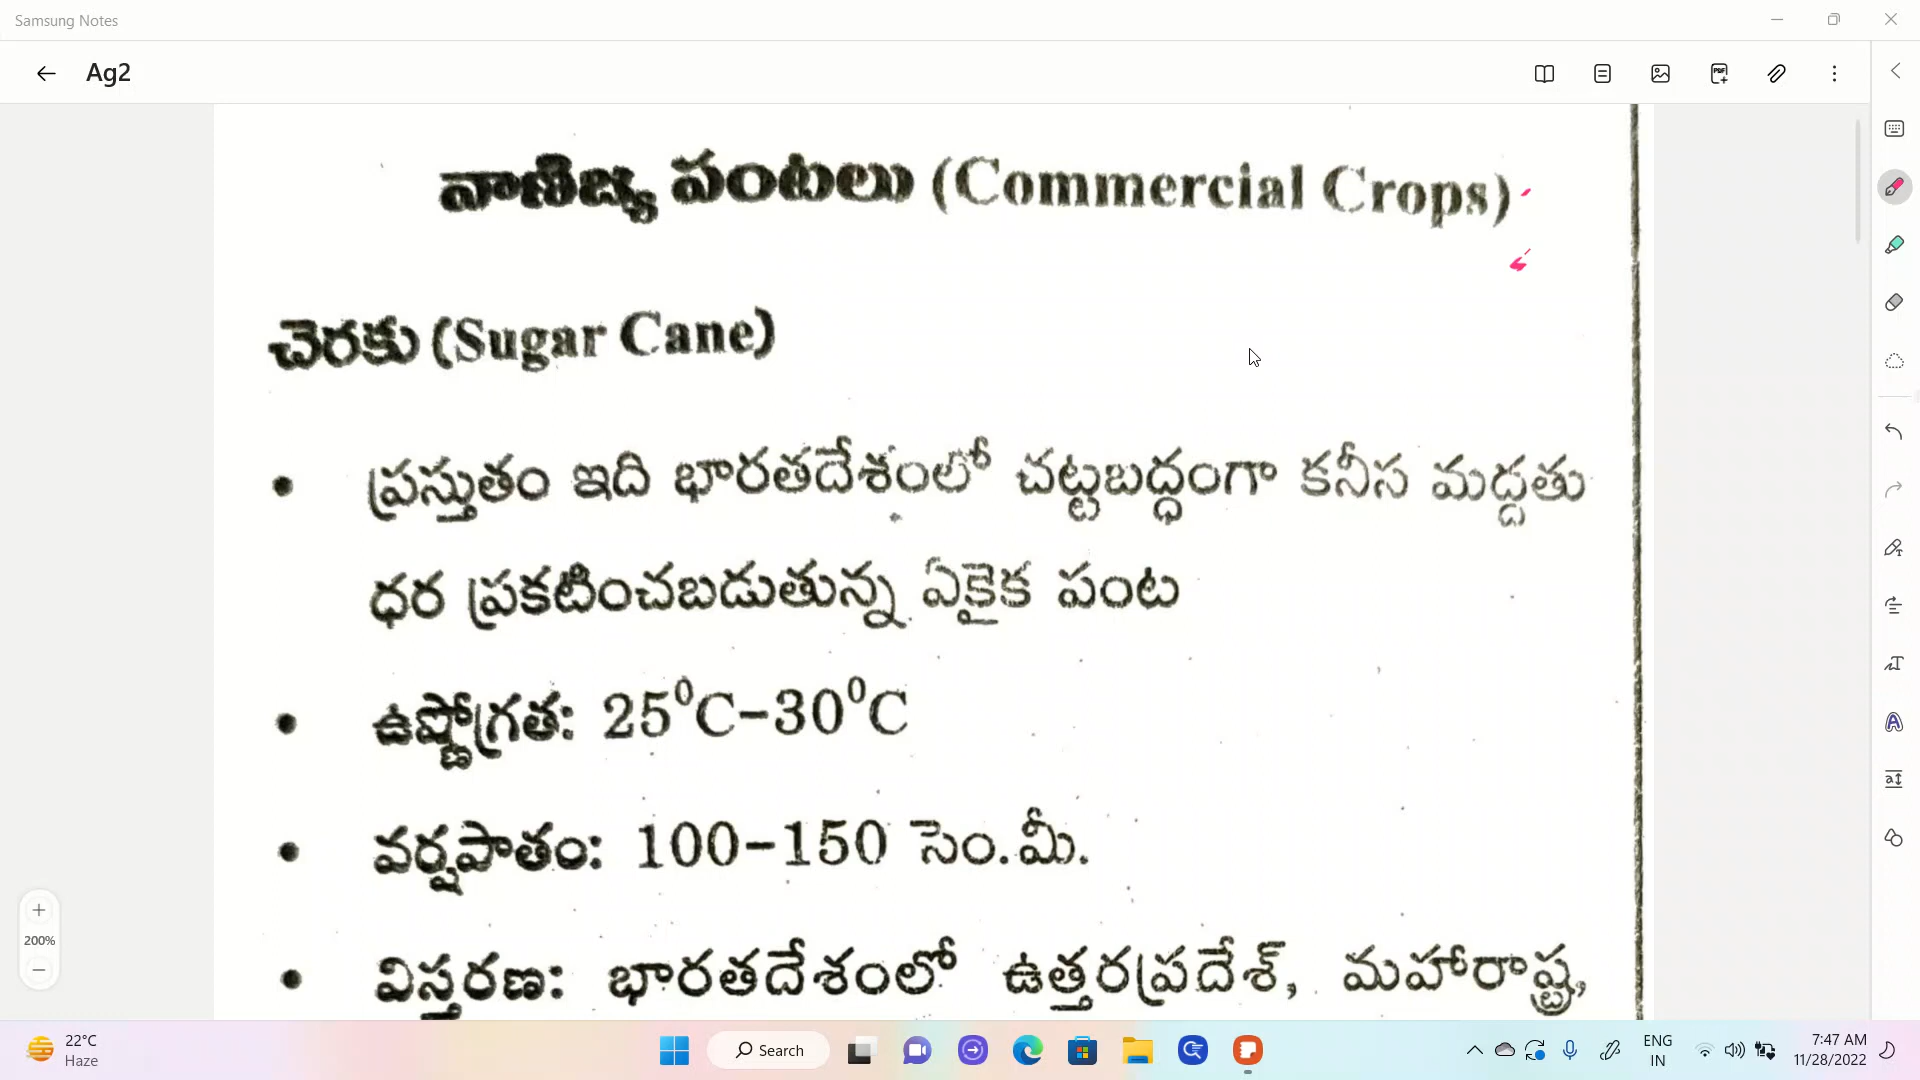 Samsung Notes
Ag2
వాణిజ్య పంటలు (Commercial Crops)
చెరకు (Sugar Cane)
• ప్రస్తుతం ఇది భారతదేశంలో చట్టబద్ధంగా కనీస మద్దతు
ధర ప్రకటించబడుతున్న ఏకైక పంట
• ఉష్ణోగ్రత: 25⁰C-30⁰C
• వర్షపాతం: 100-150 సెం.మీ.
• విస్తరణ: భారతదేశంలో ఉత్తరప్రదేశ్, మహారాష్ట్ర,
200%
22°C
Haze
Search
ENG
IN
7:47 AM
11/28/2022